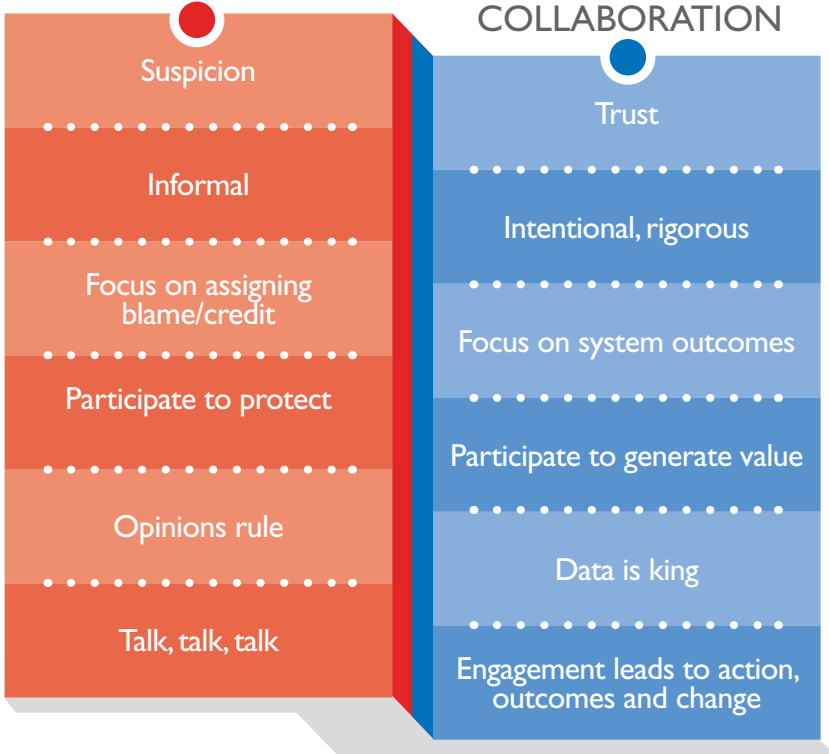 Suspicion
Informal
Focus on assigning
blame/credit
Participate to protect
Opinions rule
Talk, talk, talk
COLLABORATION
Trust
Intentional, rigorous
Focus on system outcomes
Participate to generate value
Data is king
Engagement leads to action,
outcomes and change